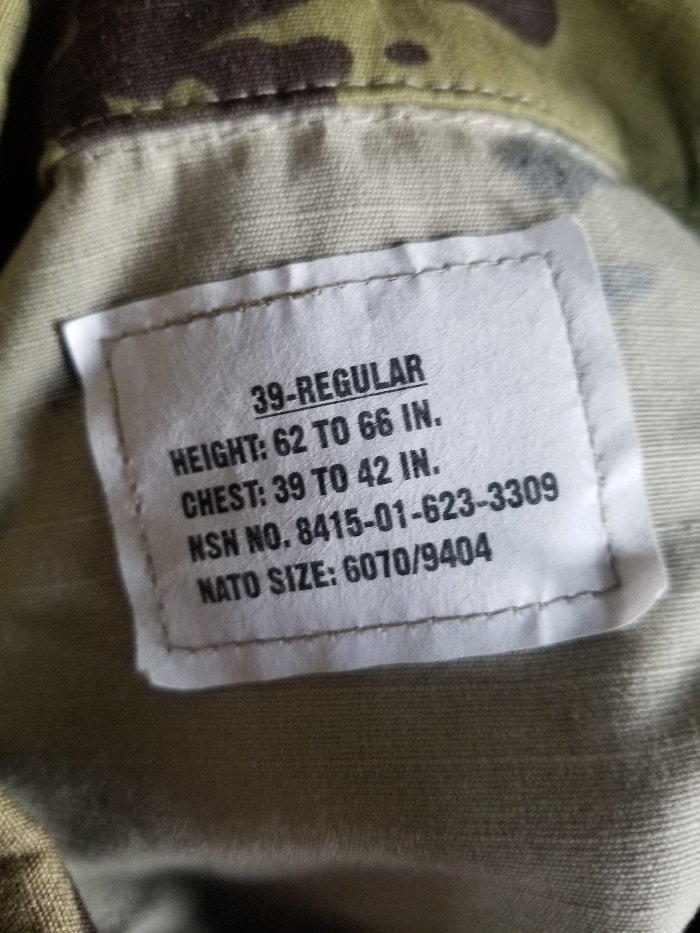 39-REGULAR
HEIGHT: 62 TO 66 IN.
CHEST: 39 TO 42 IN.
NSN NO. 8415-01-623-3309
NATO SIZE: 6070/9404